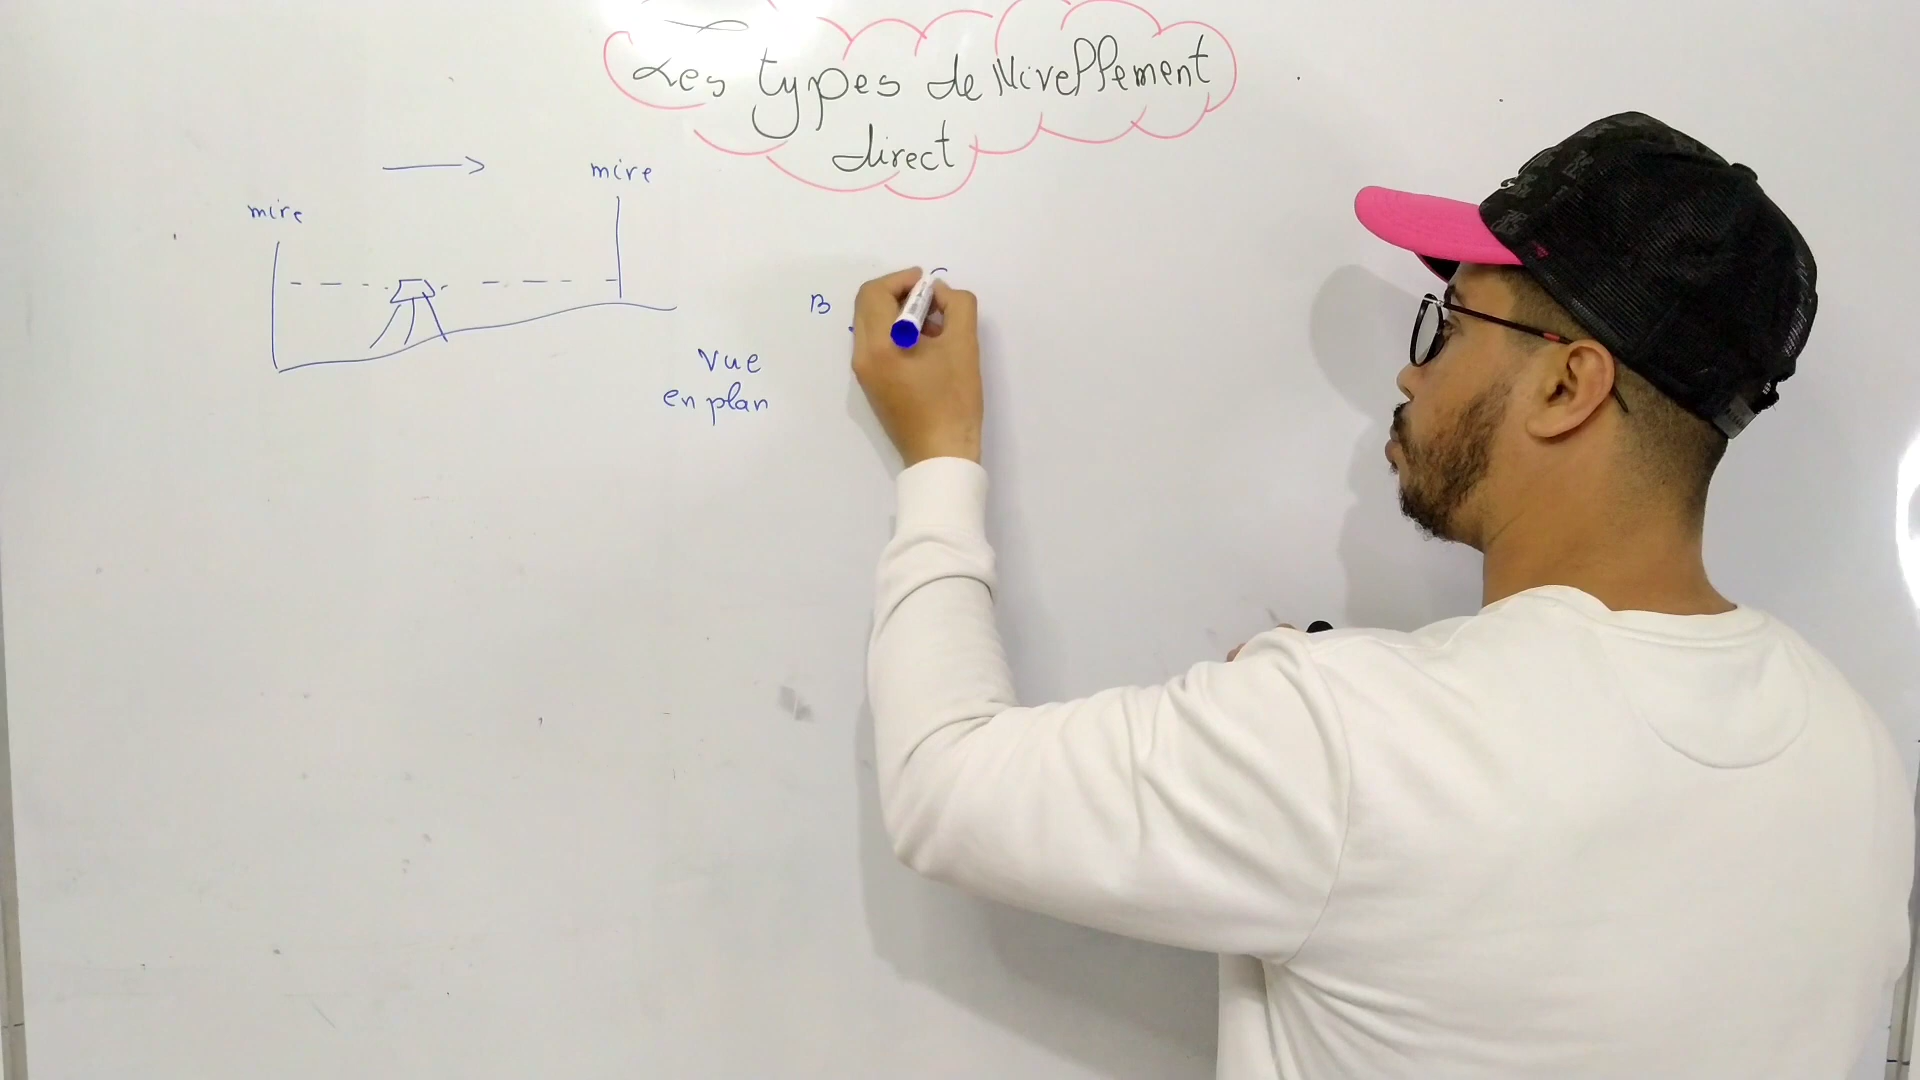 Les types de Nivellement
direct
mire
mire
B
Vue
en plan